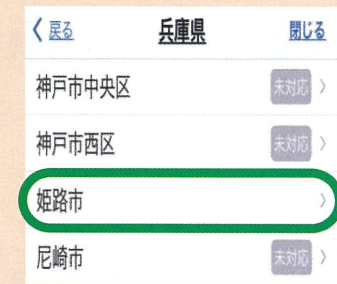 戻る 兵庫県 閉じる
神戸市中央区 未対応
神戸市西区 未対応
姫路市
尼崎市 未対応